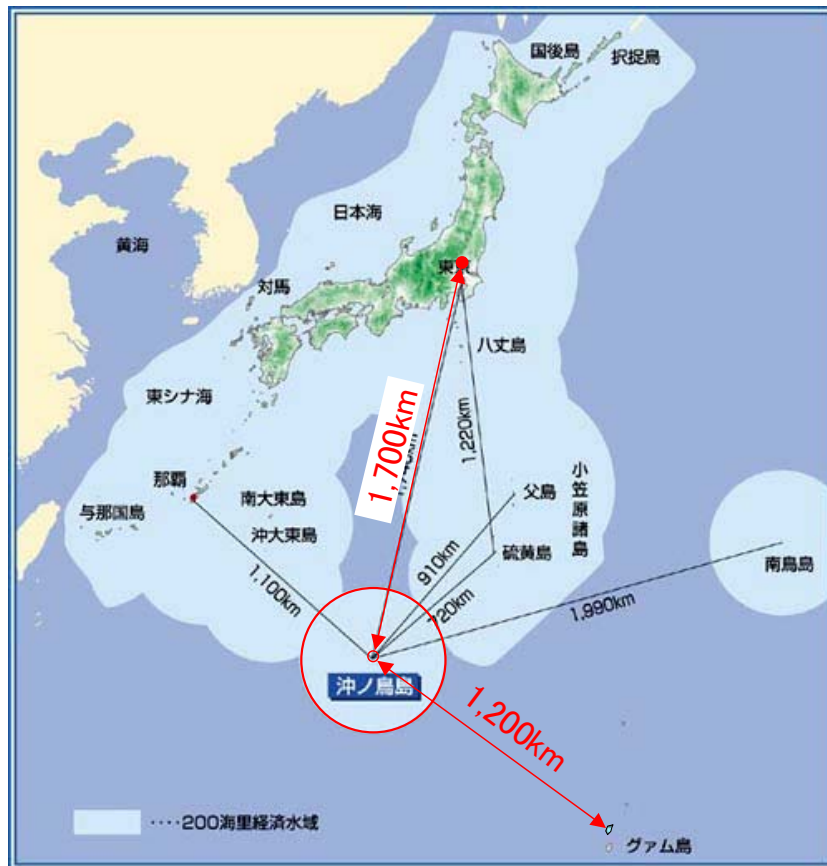 国後島
択捉島
日本海
黄海
東京
対馬
八丈島
東シナ海
1,700km
1,220km
那覇
南大東島
父島
小笠原諸島
与那国島
沖大東島
硫黄島
南鳥島
910km
1,100km
720km
1,990km
沖ノ鳥島
1,200km
‥‥200海里経済水域
グァム島